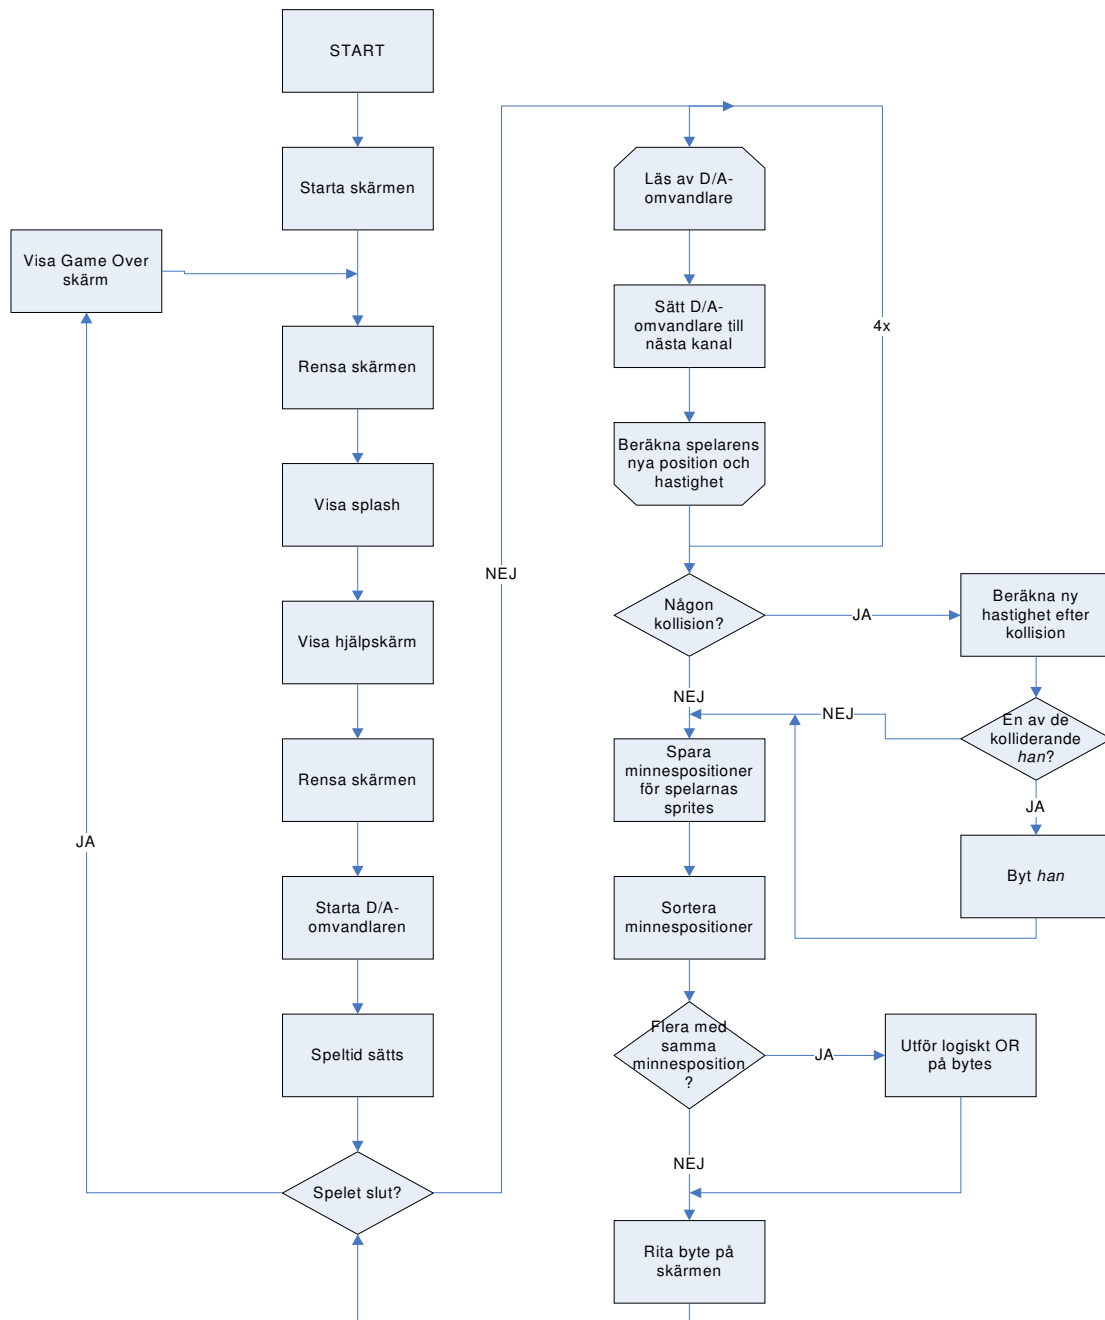 START
Starta skärmen
Visa Game Over
skärm
Rensa skärmen
Visa splash
Visa hjälpskärm
Rensa skärmen
Starta D/A-
omvandlaren
Speltid sätts
Spelet slut?
JA
NEJ
Läs av D/A-
omvandlare
Sätt D/A-
omvandlare till
nästa kanal
Beräkna spelarens
nya position och
hastighet
4x
Någon
kollision?
JA
Beräkna ny
hastighet efter
kollision
NEJ
NEJ
En av de
kolliderande
han?
JA
Byt han
Spara
minnespositioner
för spelarnas
sprites
Sortera
minnespositioner
Flera med
samma
minnesposition
?
JA
Utför logiskt OR
på bytes
NEJ
Rita byte på
skärmen